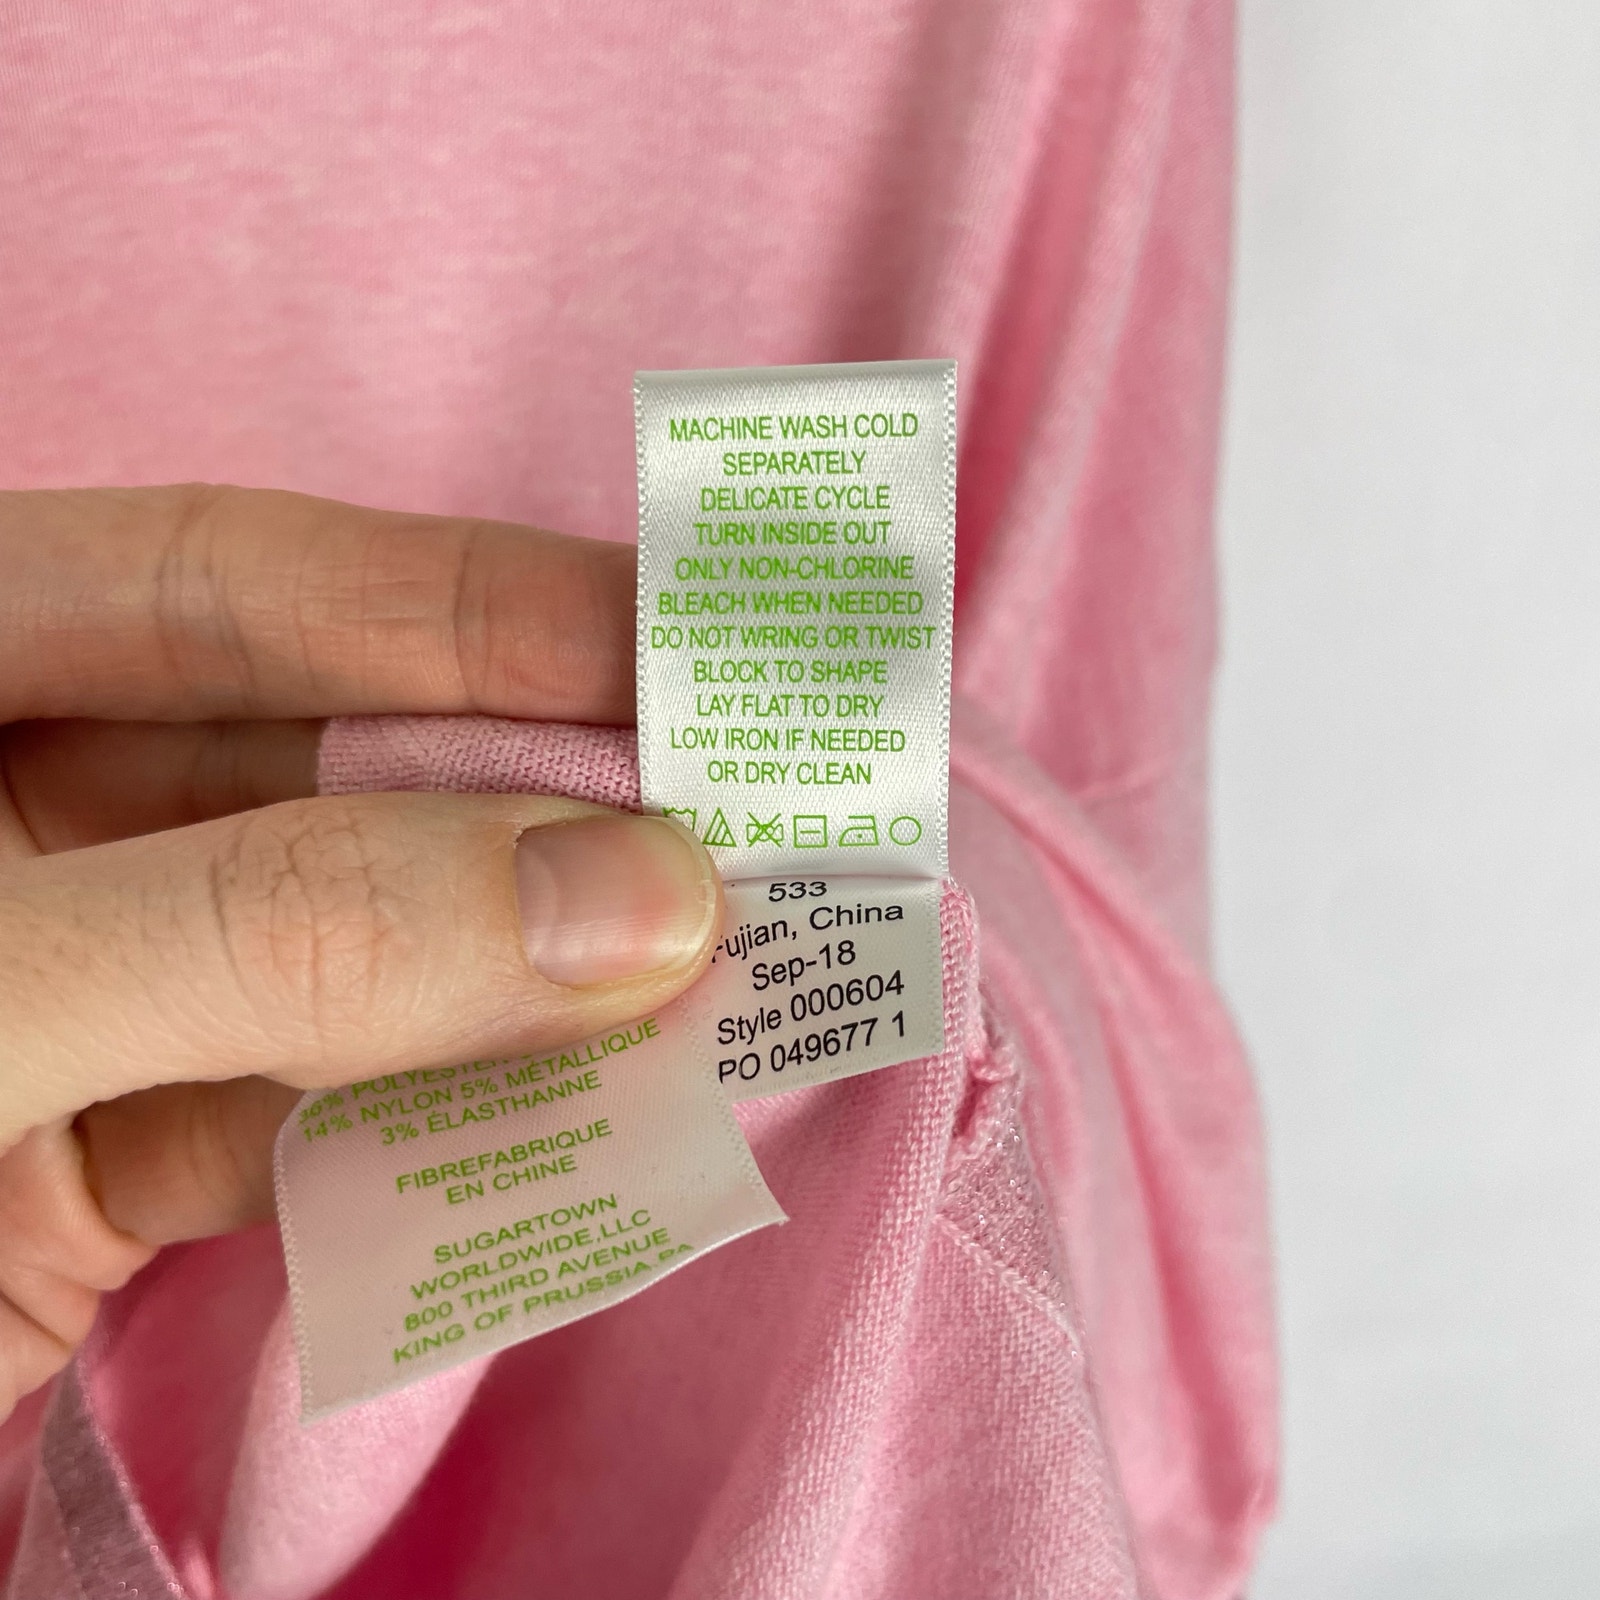 MACHINE WASH COLD
SEPARATELY
DELICATE CYCLE
TURN INSIDE OUT
ONLY NON-CHLORINE
BLEACH WHEN NEEDED
DO NOT WRING OR TWIST
BLOCK TO SHAPE
LAY FLAT TO DRY
LOW IRON IF NEEDED
OR DRY CLEAN
533
Fujian, China
Sep-18
Style 000604
PO 049677 1
14% NYLON 5% MÉTALLIQUE
3% ÉLASTHANNE
FIBREFABRIQUE
EN CHINE
SUGARTOWN
WORLDWIDE,LLC
800 THIRD AVENUE
KING OF PRUSSIA,PA